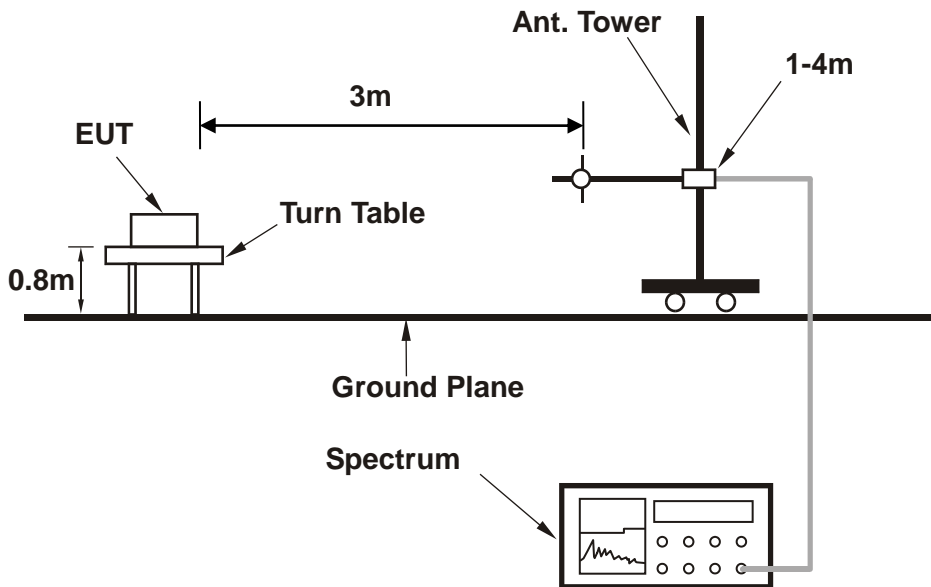 Ant. Tower
1-4m
3m
EUT
Turn Table
0.8m
Ground Plane
Spectrum